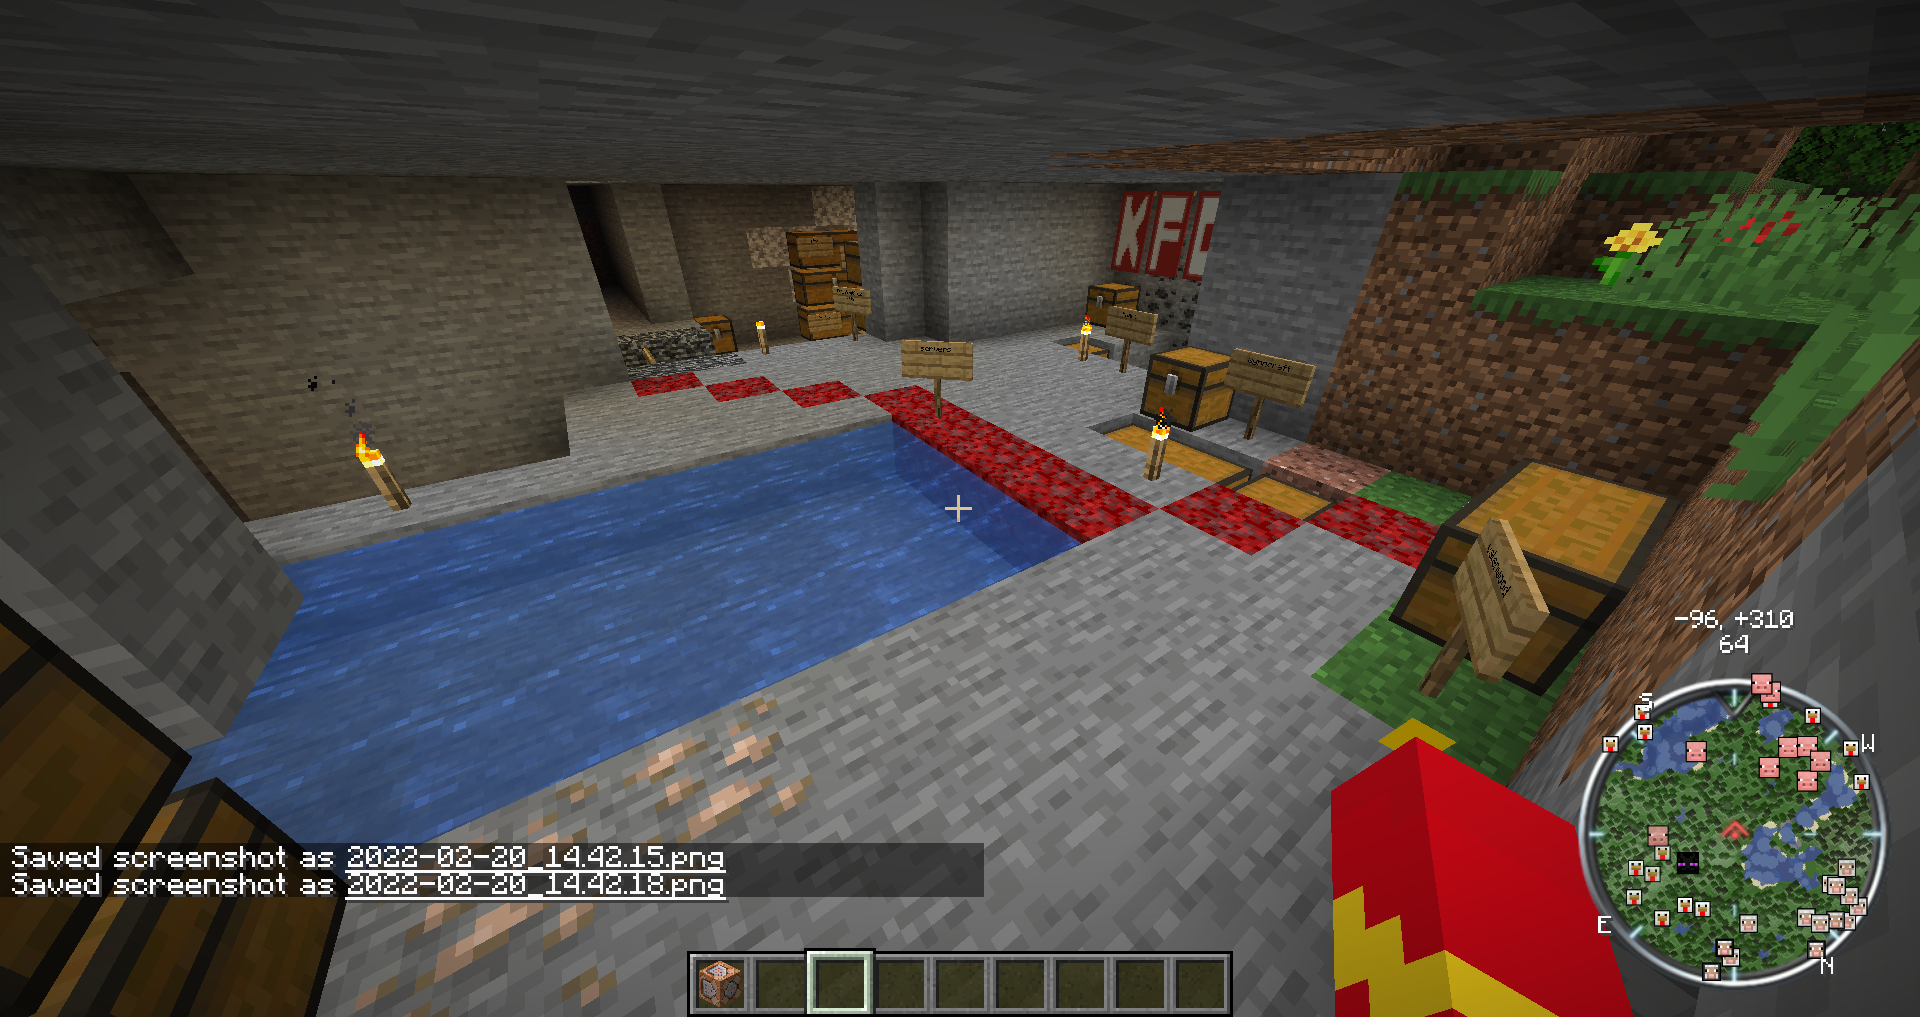 KFC
servers
-96, +310
64
S
W
E
N
Saved screenshot as 2022-02-20_14.42.15.png
Saved screenshot as 2022-02-20_14.42.18.png